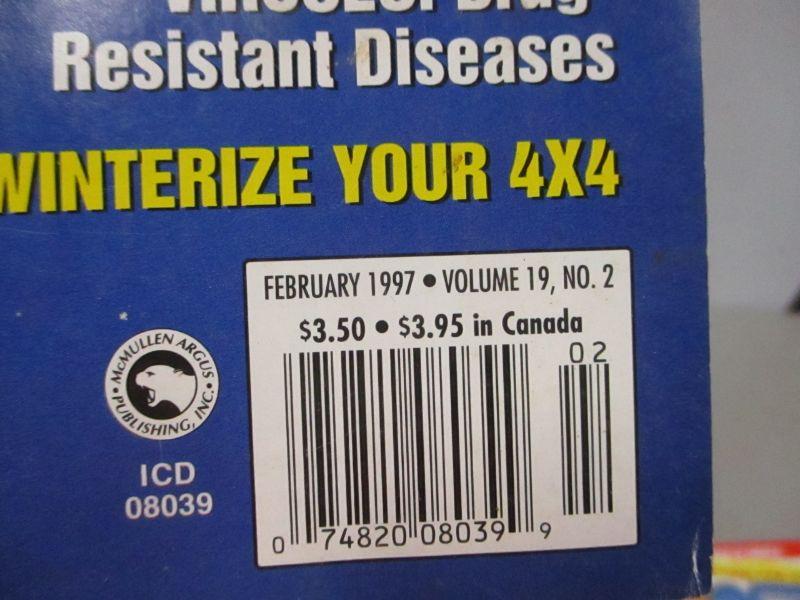 Resistant Diseases
WINTERIZE YOUR 4X4
FEBRUARY 1997 • VOLUME 19, NO. 2
$3.50 • $3.95 in Canada
02
McMULLEN ARGUS
• PUBLISHING, INC. •
ICD
08039
0 74820 08039 9